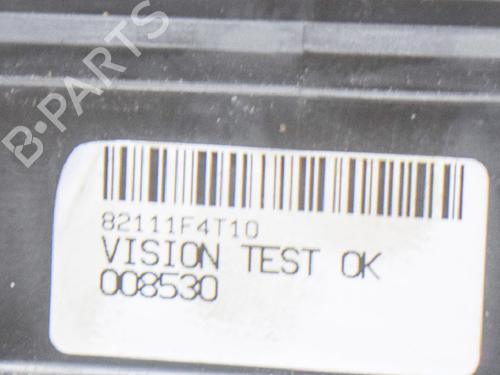 B-PARTS
82111F4T10
VISION TEST OK
008530